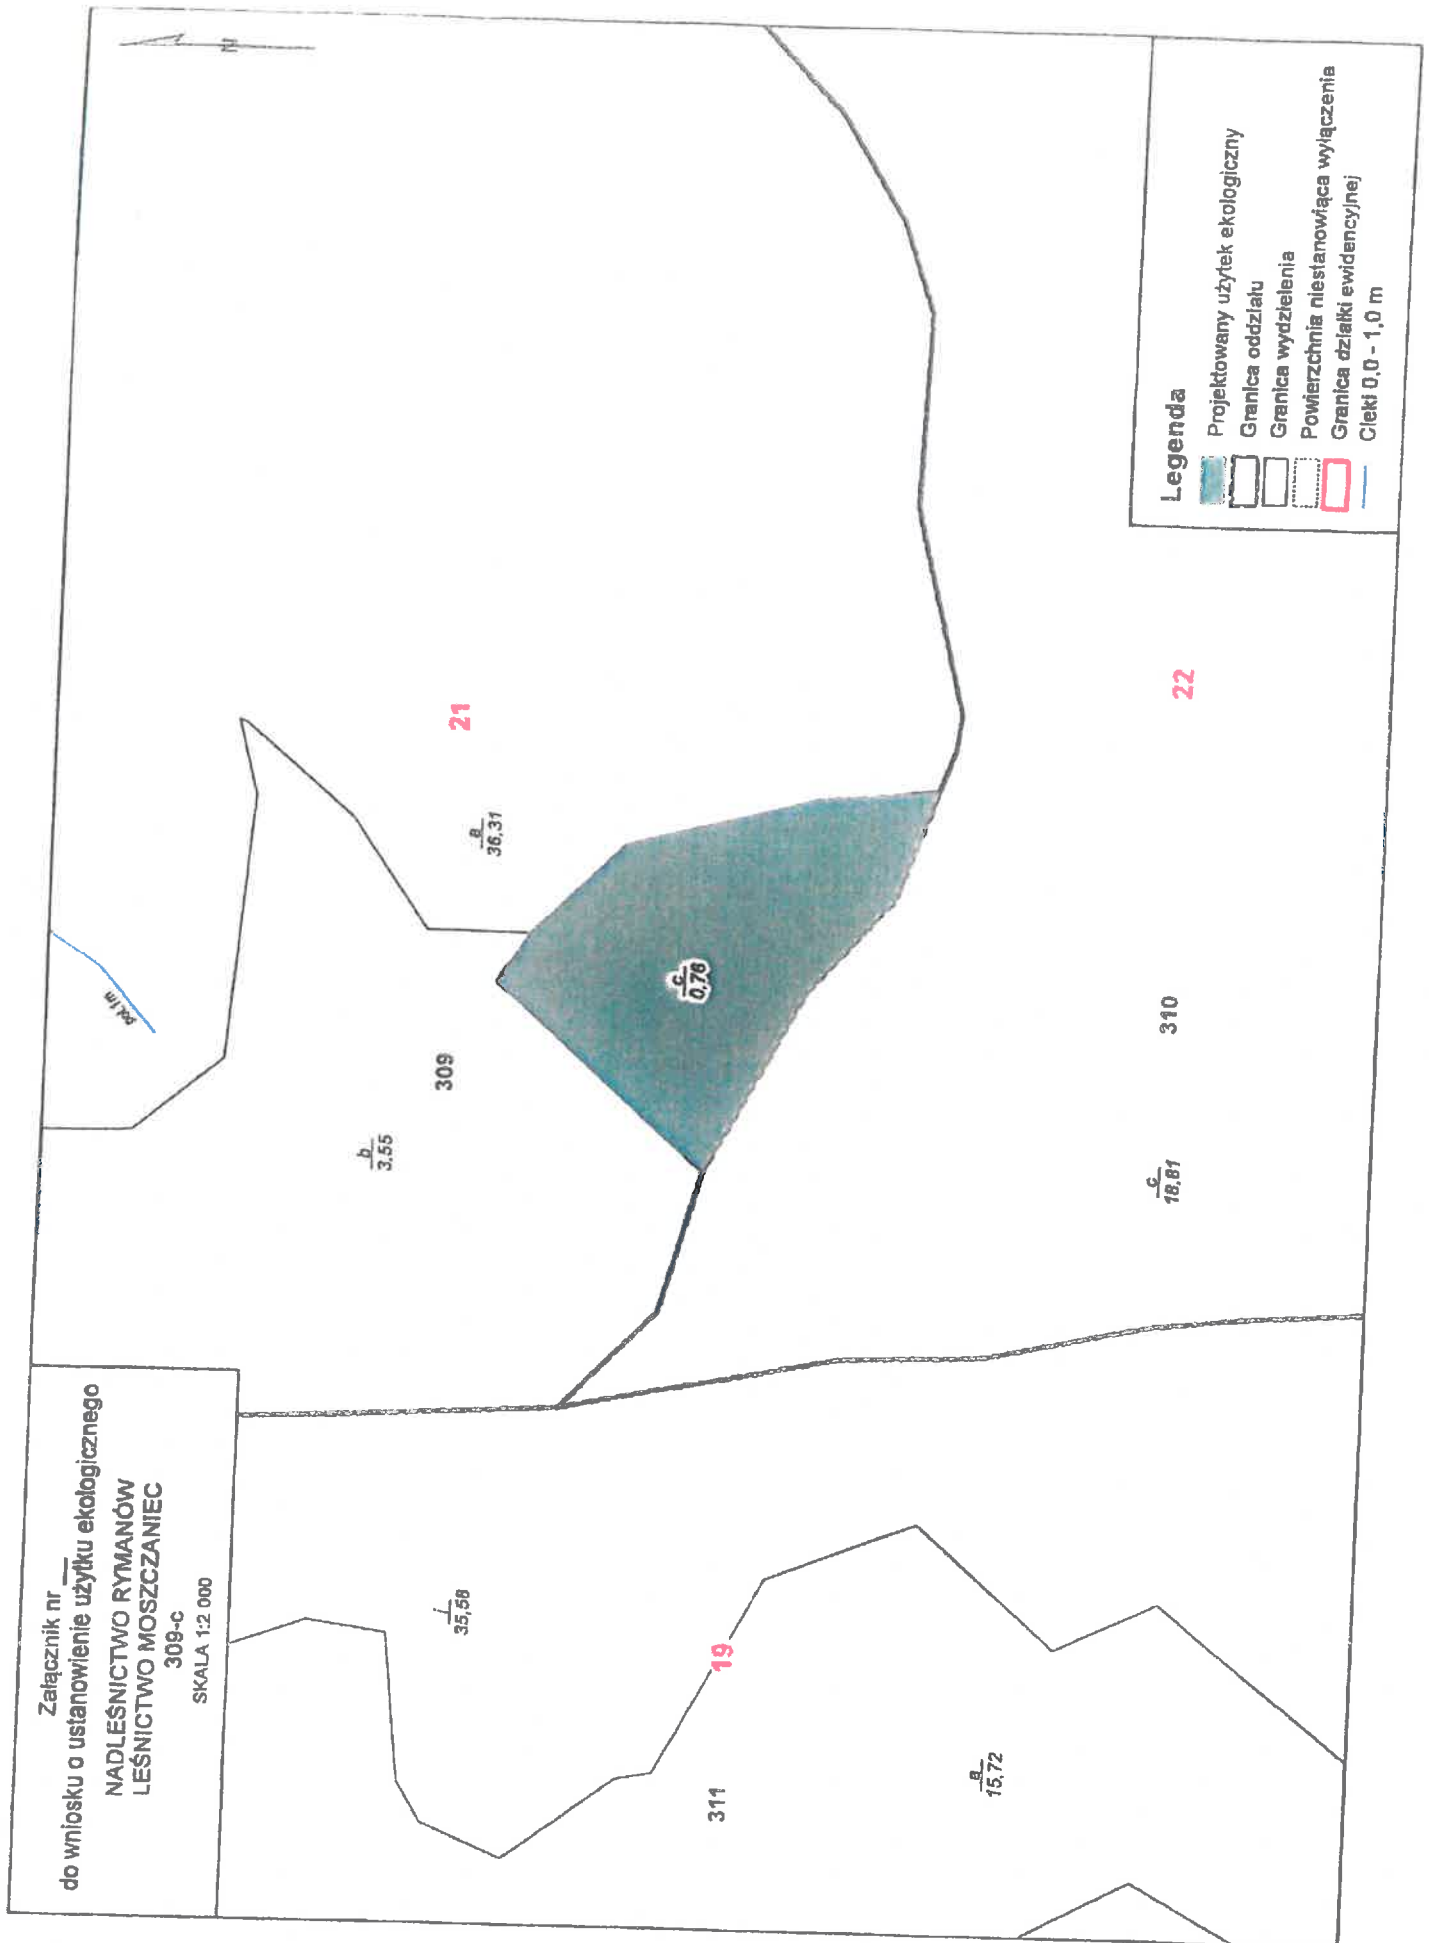 Załącznik nr __
do wniosku o ustanowienie użytku ekologicznego
NADLEŚNICTWO RYMANÓW
LEŚNICTWO MOSZCZANIEC
309-c
SKALA 1:2 000
N
pot.1m
b
3,55
309
21
a
36,31
c
0,76
j
35,58
19
311
a
15,72
c
18,81
310
22
Legenda
Projektowany użytek ekologiczny
Granica oddziału
Granica wydzielenia
Powierzchnia niestanowiąca wyłączenia
Granica działki ewidencyjnej
Cieki 0,0 - 1,0 m